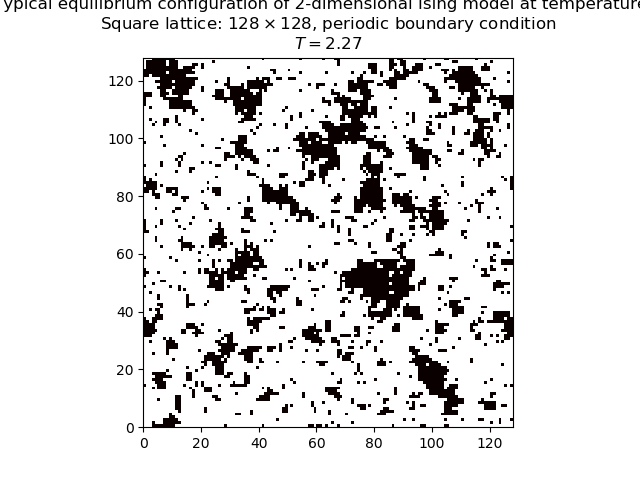 ypical equilibrium configuration of 2-dimensional Ising model at temperature
Square lattice: 128 × 128, periodic boundary condition
T = 2.27
120
100
80
60
40
20
0
0 20 40 60 80 100 120